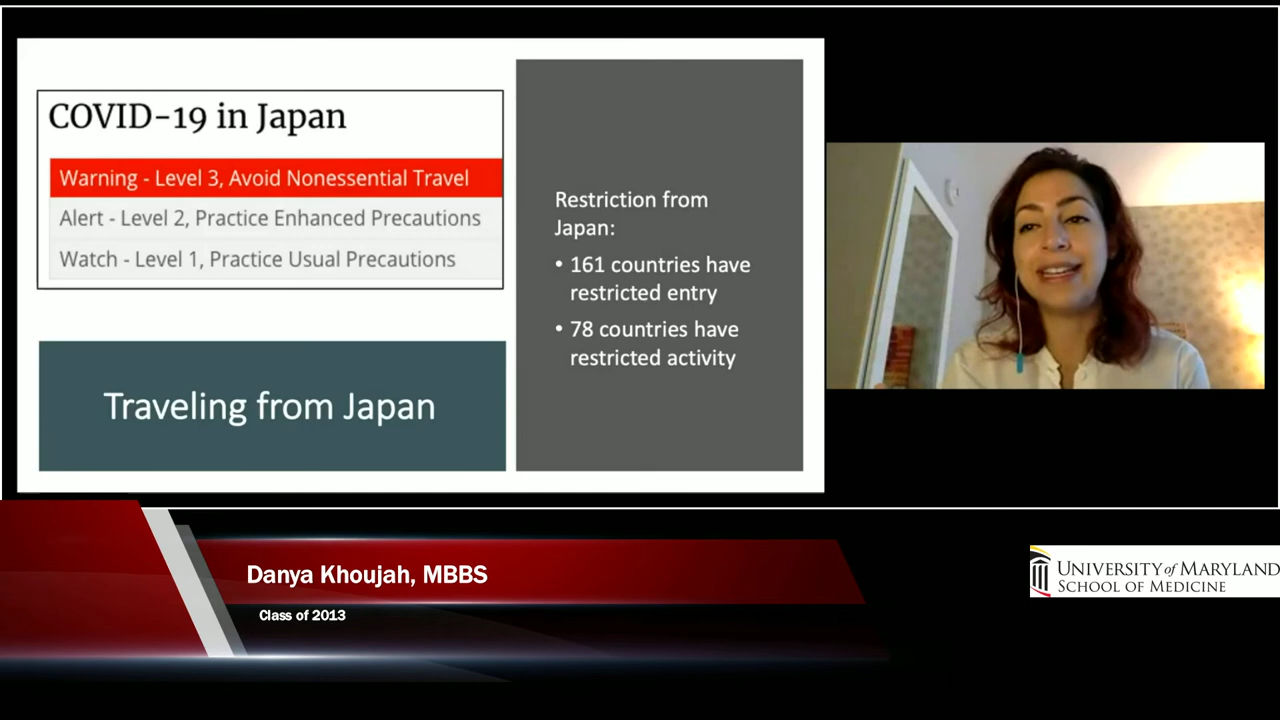 COVID-19 in Japan
Warning - Level 3, Avoid Nonessential Travel
Alert - Level 2, Practice Enhanced Precautions
Watch - Level 1, Practice Usual Precautions
Traveling from Japan
Restriction from
Japan:
• 161 countries have
restricted entry
• 78 countries have
restricted activity
Danya Khoujah, MBBS
Class of 2013
UNIVERSITY of MARYLAND
SCHOOL OF MEDICINE